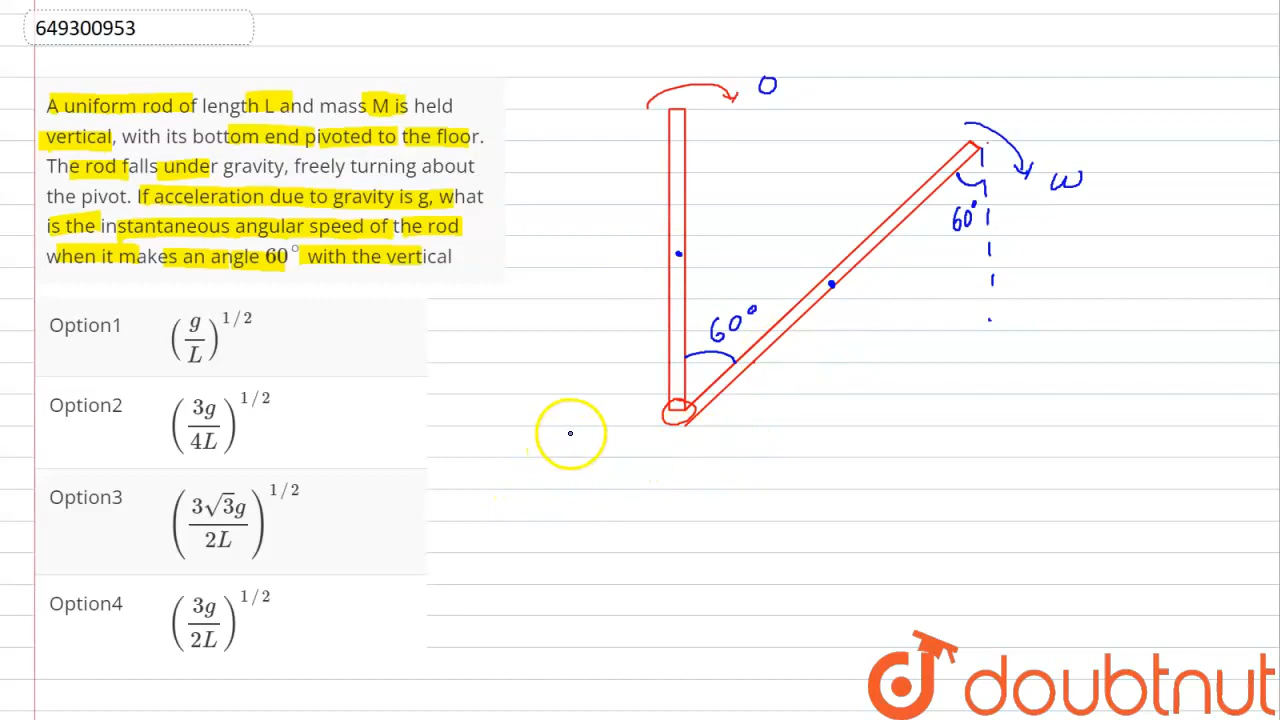 649300953
A uniform rod of length L and mass M is held
vertical, with its bottom end pivoted to the floor.
The rod falls under gravity, freely turning about
the pivot. If acceleration due to gravity is g, what
is the instantaneous angular speed of the rod
when it makes an angle 60° with the vertical
Option1 (g/L)^1/2
Option2 (3g/4L)^1/2
Option3 (3√3g/2L)^1/2
Option4 (3g/2L)^1/2
0
ω
60°
60°
doubtnut